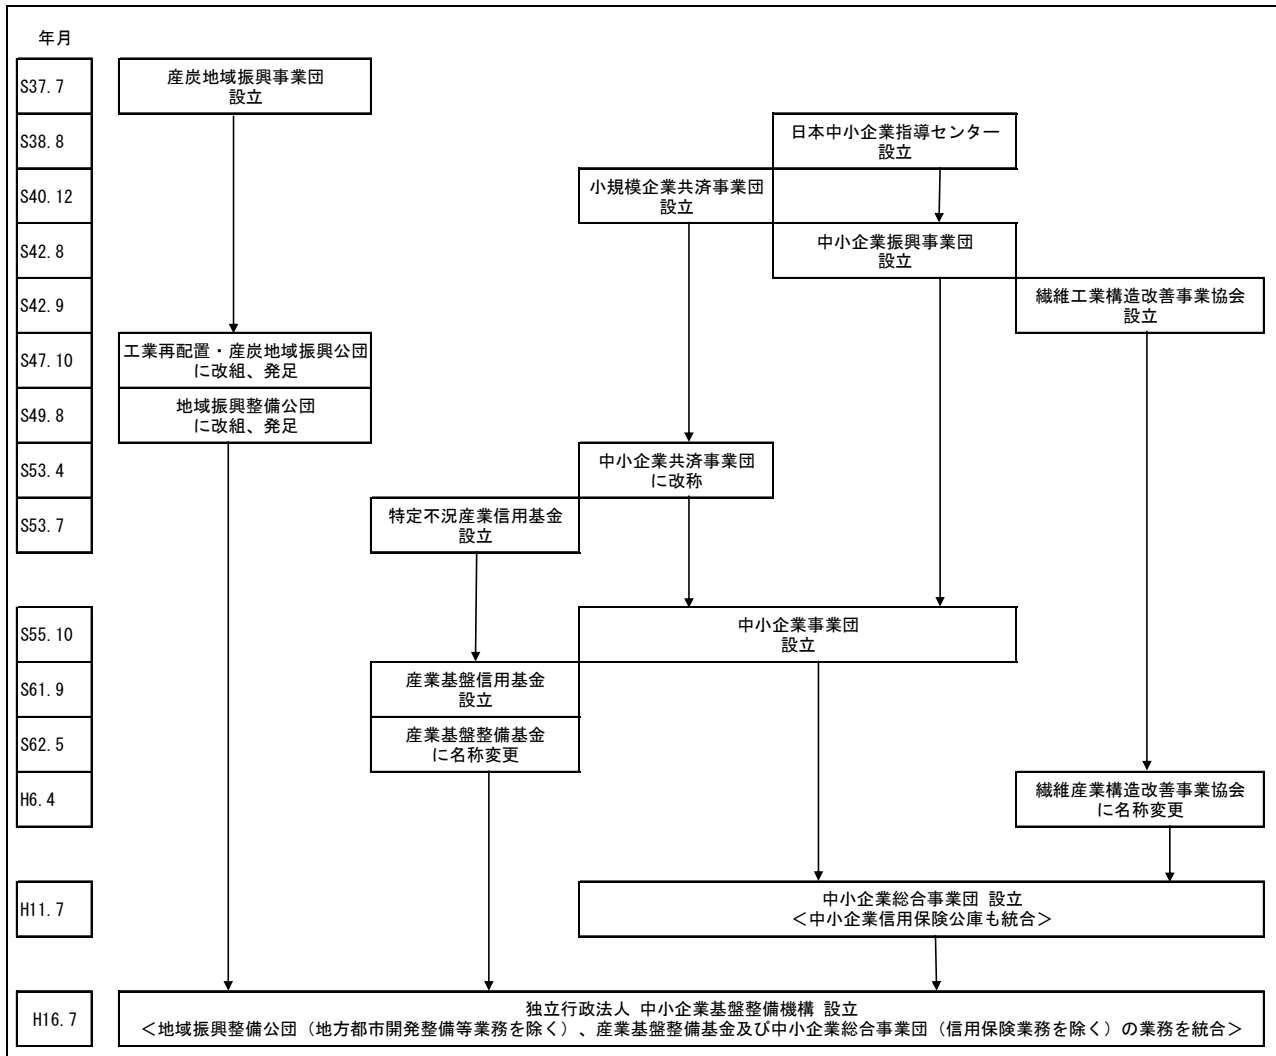 年月
S37.7
産炭地域振興事業団
設立
S38.8
日本中小企業指導センター
設立
S40.12
小規模企業共済事業団
設立
S42.8
中小企業振興事業団
設立
S42.9
繊維工業構造改善事業協会
設立
S47.10
工業再配置・産炭地域振興公団
に改組、発足
S49.8
地域振興整備公団
に改組、発足
S53.4
中小企業共済事業団
に改称
S53.7
特定不況産業信用基金
設立
S55.10
中小企業事業団
設立
S61.9
産業基盤信用基金
設立
S62.5
産業基盤整備基金
に名称変更
H6.4
繊維産業構造改善事業協会
に名称変更
H11.7
中小企業総合事業団 設立
＜中小企業信用保険公庫も統合＞
H16.7
独立行政法人 中小企業基盤整備機構 設立
＜地域振興整備公団（地方都市開発整備等業務を除く）、産業基盤整備基金及び中小企業総合事業団（信用保険業務を除く）の業務を統合＞